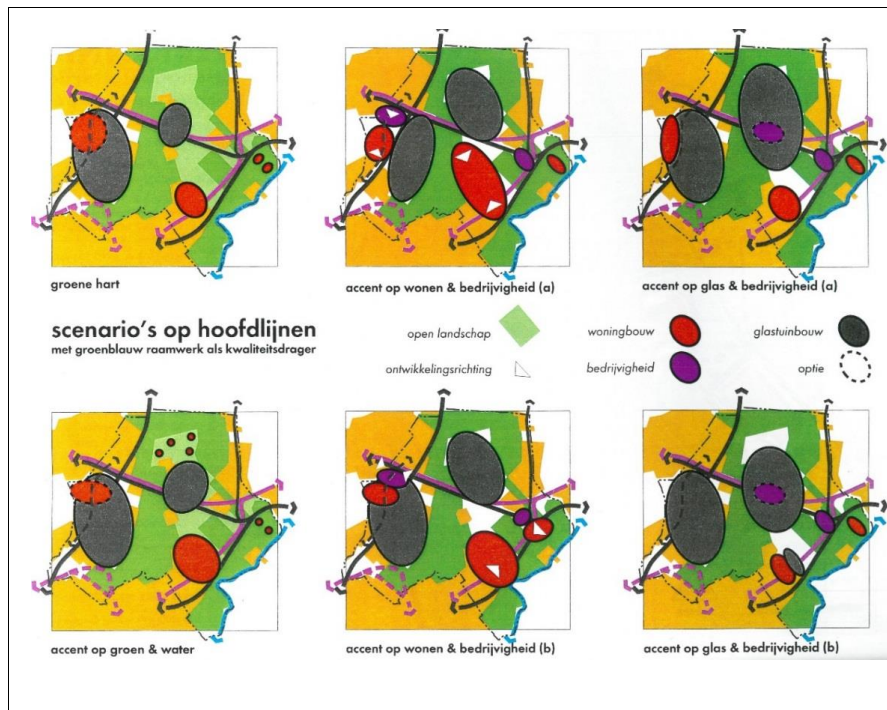 groene hart
accent op wonen & bedrijvigheid (a)
accent op glas & bedrijvigheid (a)
scenario's op hoofdlijnen
met groenblauw raamwerk als kwaliteitsdrager
open landschap
woningbouw
glastuinbouw
ontwikkelingsrichting
bedrijvigheid
optie
accent op groen & water
accent op wonen & bedrijvigheid (b)
accent op glas & bedrijvigheid (b)